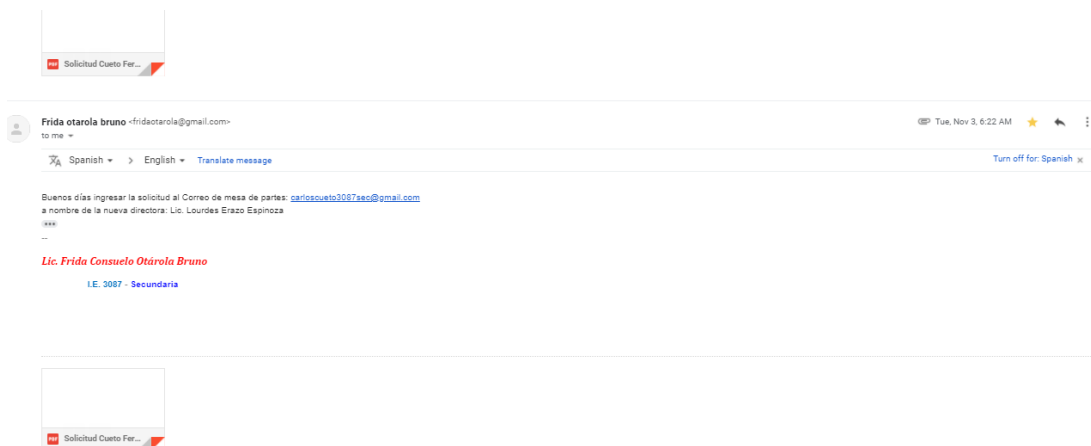 Solicitud Cueto Fer...
Frida otarola bruno <fridaotarola@gmail.com>
Tue, Nov 3, 6:22 AM
to me
Spanish > English Translate message
Turn off for: Spanish x
Buenos días ingresar la solicitud al Correo de mesa de partes: carloscueto3087sec@gmail.com
a nombre de la nueva directora: Lic. Lourdes Erazo Espinoza
...
--
Lic. Frida Consuelo Otárola Bruno
I.E. 3087 - Secundaria
Solicitud Cueto Fer...